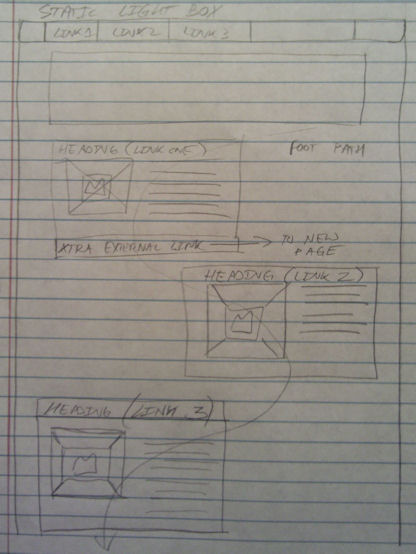 STATIC LIGHT BOX
LINK 1 LINK 2 LINK 3
HEADING (LINK ONE)
FOOT PATH
XTRA EXTERNAL LINK
TO NEW
PAGE
HEADING (LINK 2)
HEADING (LINK 3)